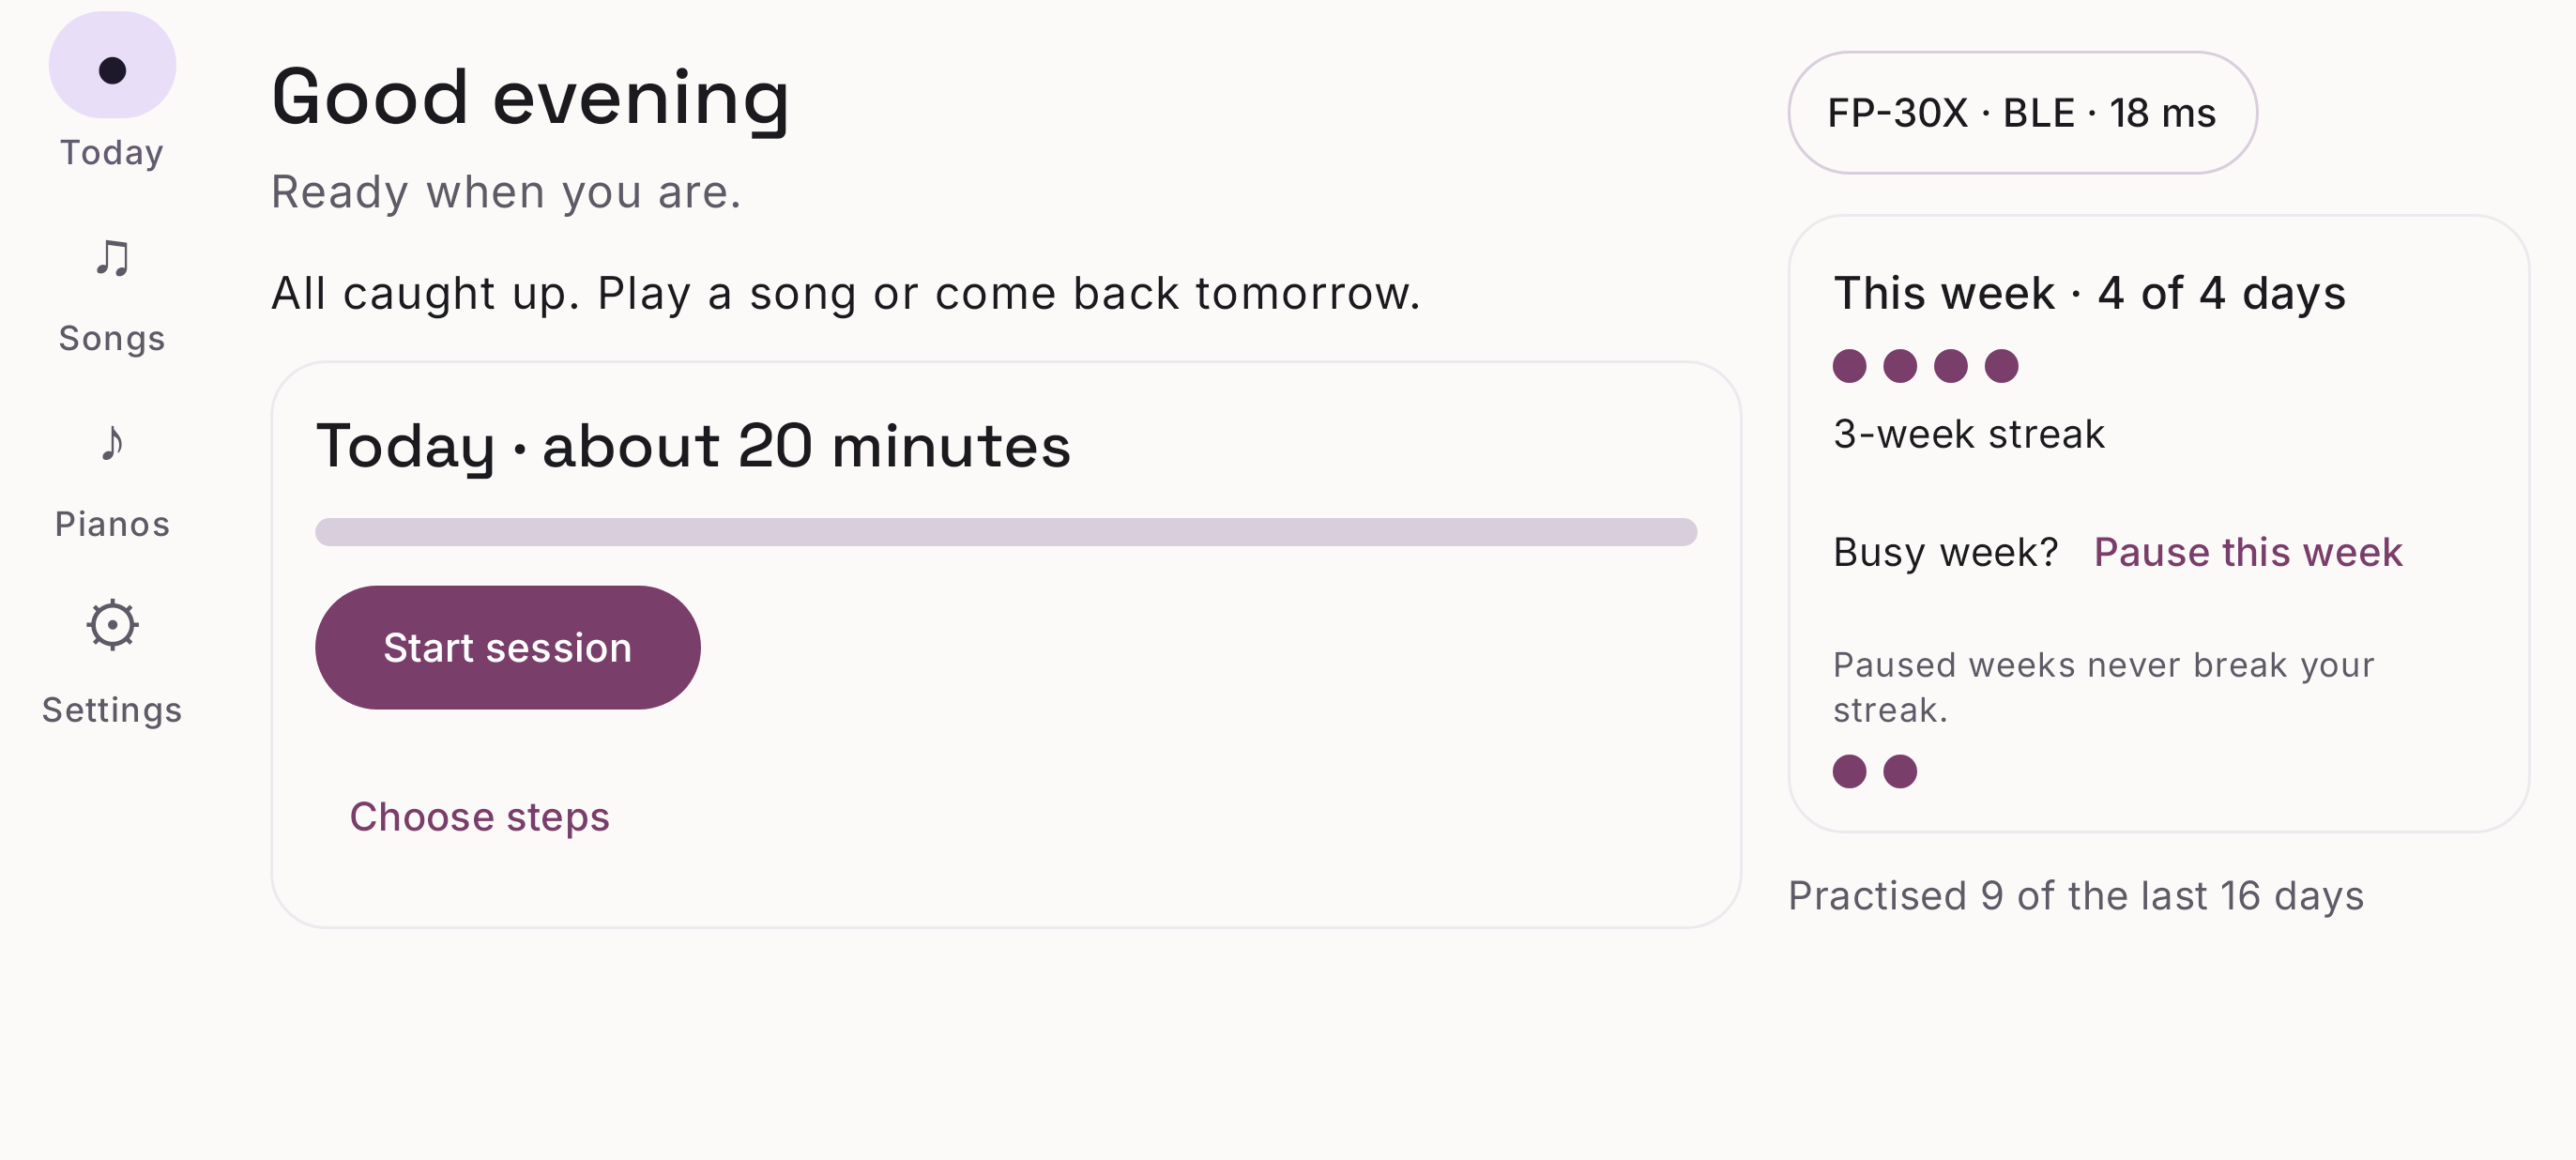 Today
Songs
Pianos
Settings
Good evening
Ready when you are.
All caught up. Play a song or come back tomorrow.
Today · about 20 minutes
Start session
Choose steps
FP-30X · BLE · 18 ms
This week · 4 of 4 days
3-week streak
Busy week? Pause this week
Paused weeks never break your
streak.
Practised 9 of the last 16 days